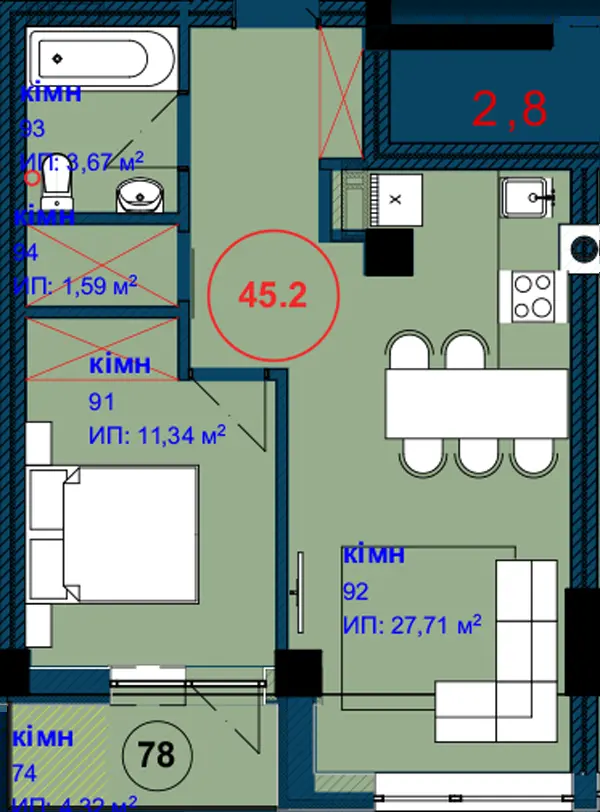 2,8
кімн
93
ИП: 3,67 м²
кімн
94
ИП: 1,59 м²
45.2
x
кімн
91
ИП: 11,34 м²
кімн
92
ИП: 27,71 м²
кімн
74
ИП: 4,32 м²
78